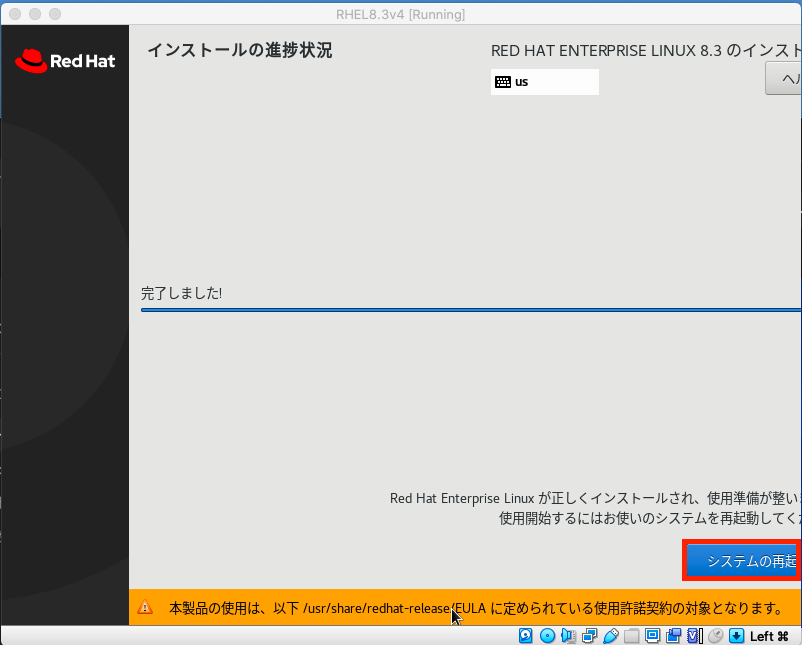 RHEL8.3v4 [Running]
Red Hat
インストールの進捗状況
RED HAT ENTERPRISE LINUX 8.3 のインスト
us
ヘル
完了しました!
Red Hat Enterprise Linux が正しくインストールされ、使用準備が整い
使用開始するにはお使いのシステムを再起動してく
システムの再起
本製品の使用は、以下 /usr/share/redhat-release/EULA に定められている使用許諾契約の対象となります。
Left ⌘